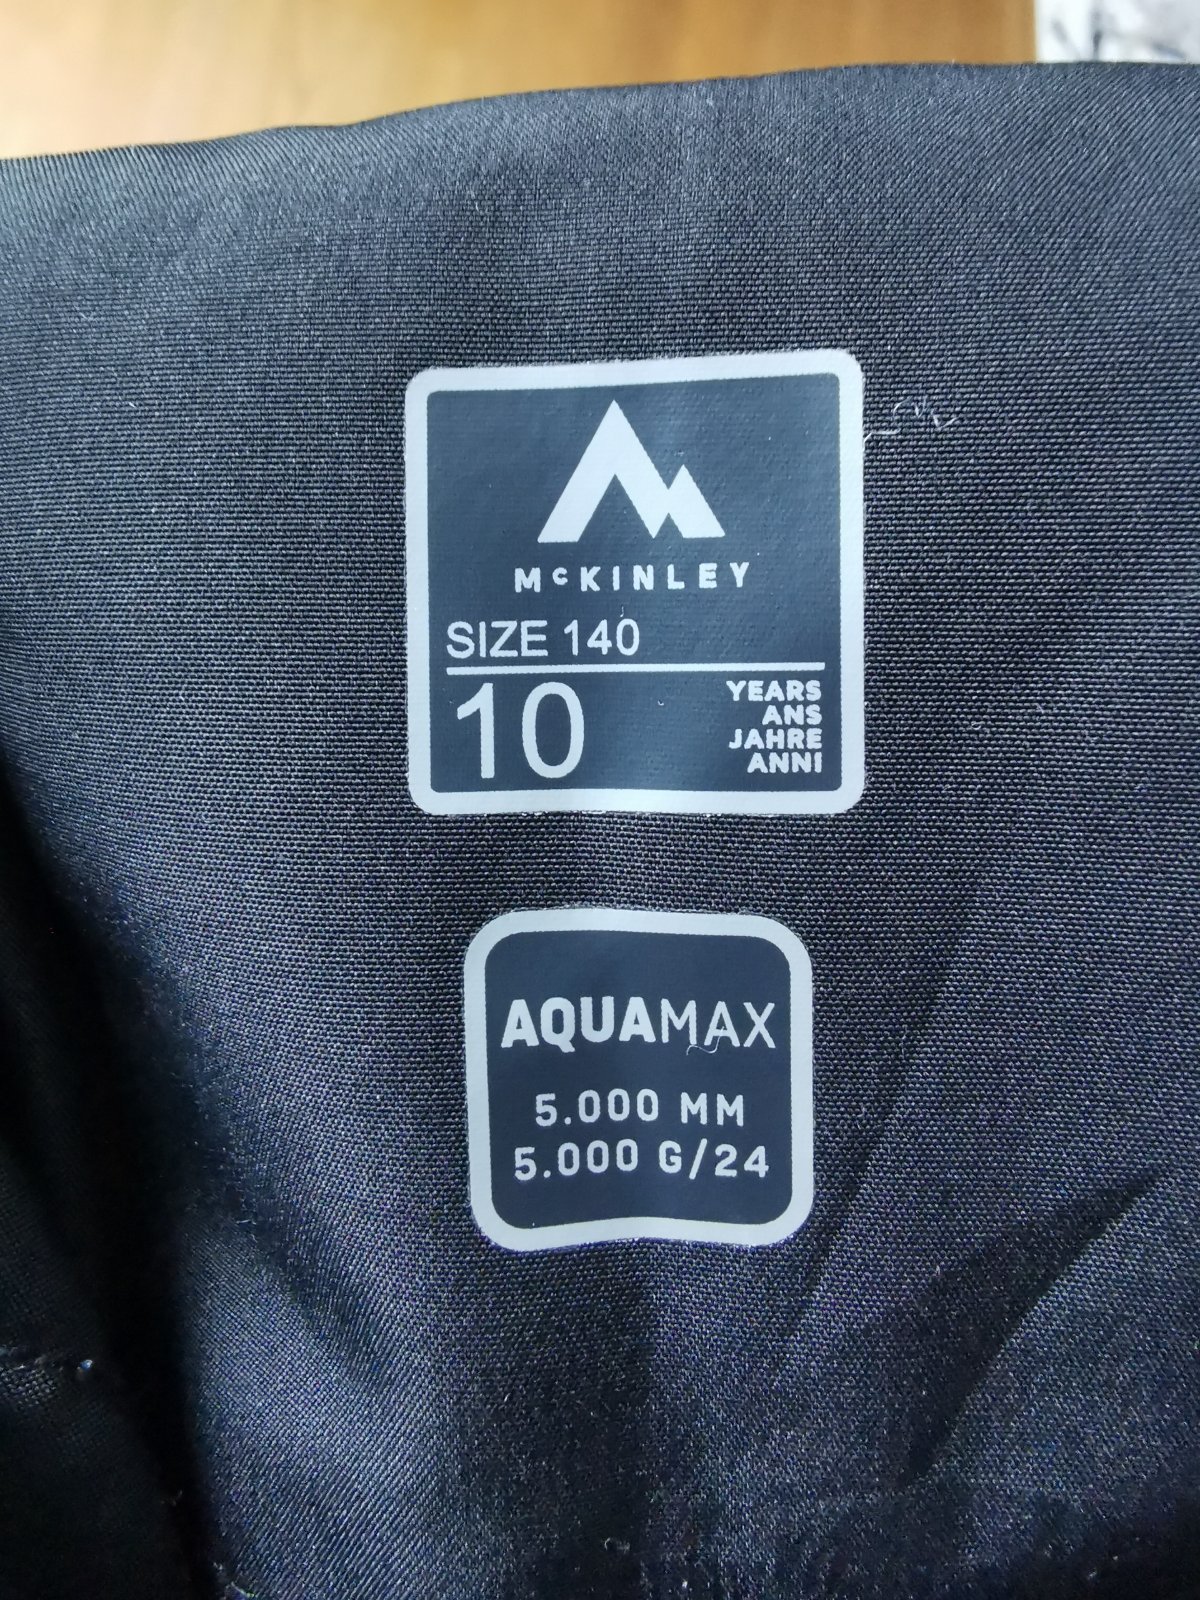 McKINLEY
SIZE 140
10
YEARS
ANS
JAHRE
ANNI
AQUAMAX
5.000 MM
5.000 G/24